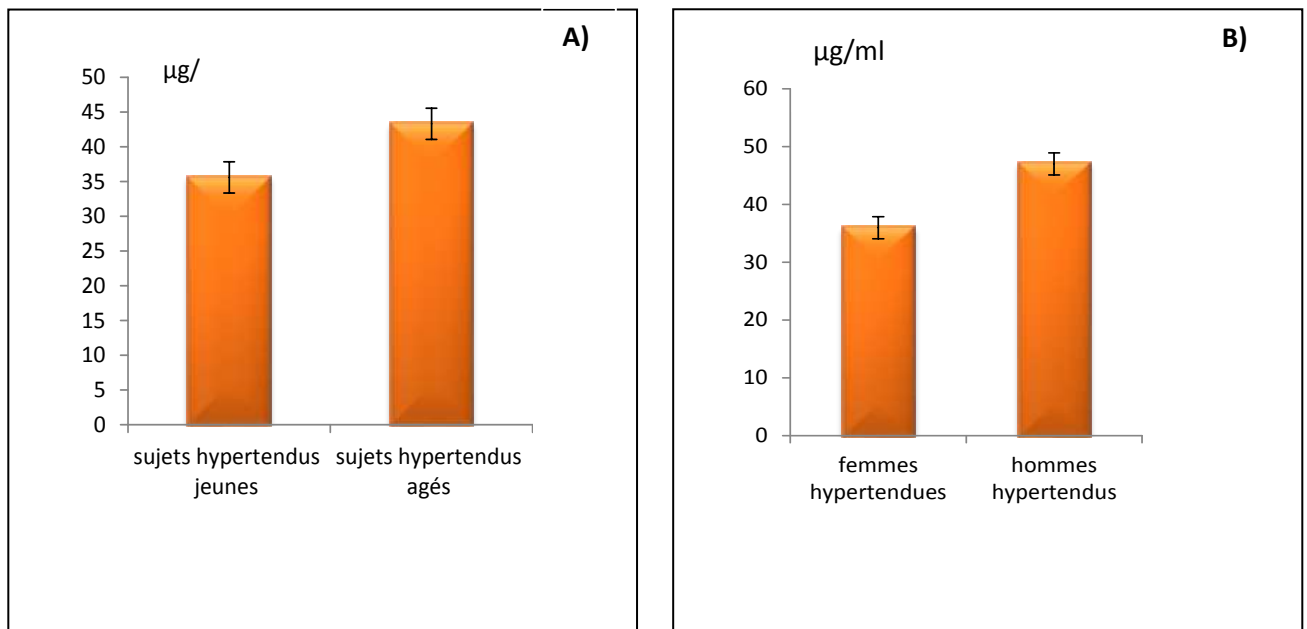 A)
µg/
50
45
40
35
30
25
20
15
10
5
0
sujets hypertendus
jeunes
sujets hypertendus
agés
B)
µg/ml
60
50
40
30
20
10
0
femmes
hypertendues
hommes
hypertendus